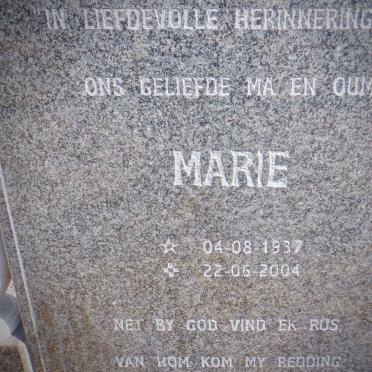 "IN LIEFDEVOLLE HERINNERING
ONS GELIEFDE MA EN OUM
MARIE
☆ 04-08-1937
✣ 22-06-2004
NET BY GOD VIND EK RUS,
VAN HOM KOM MY REDDING